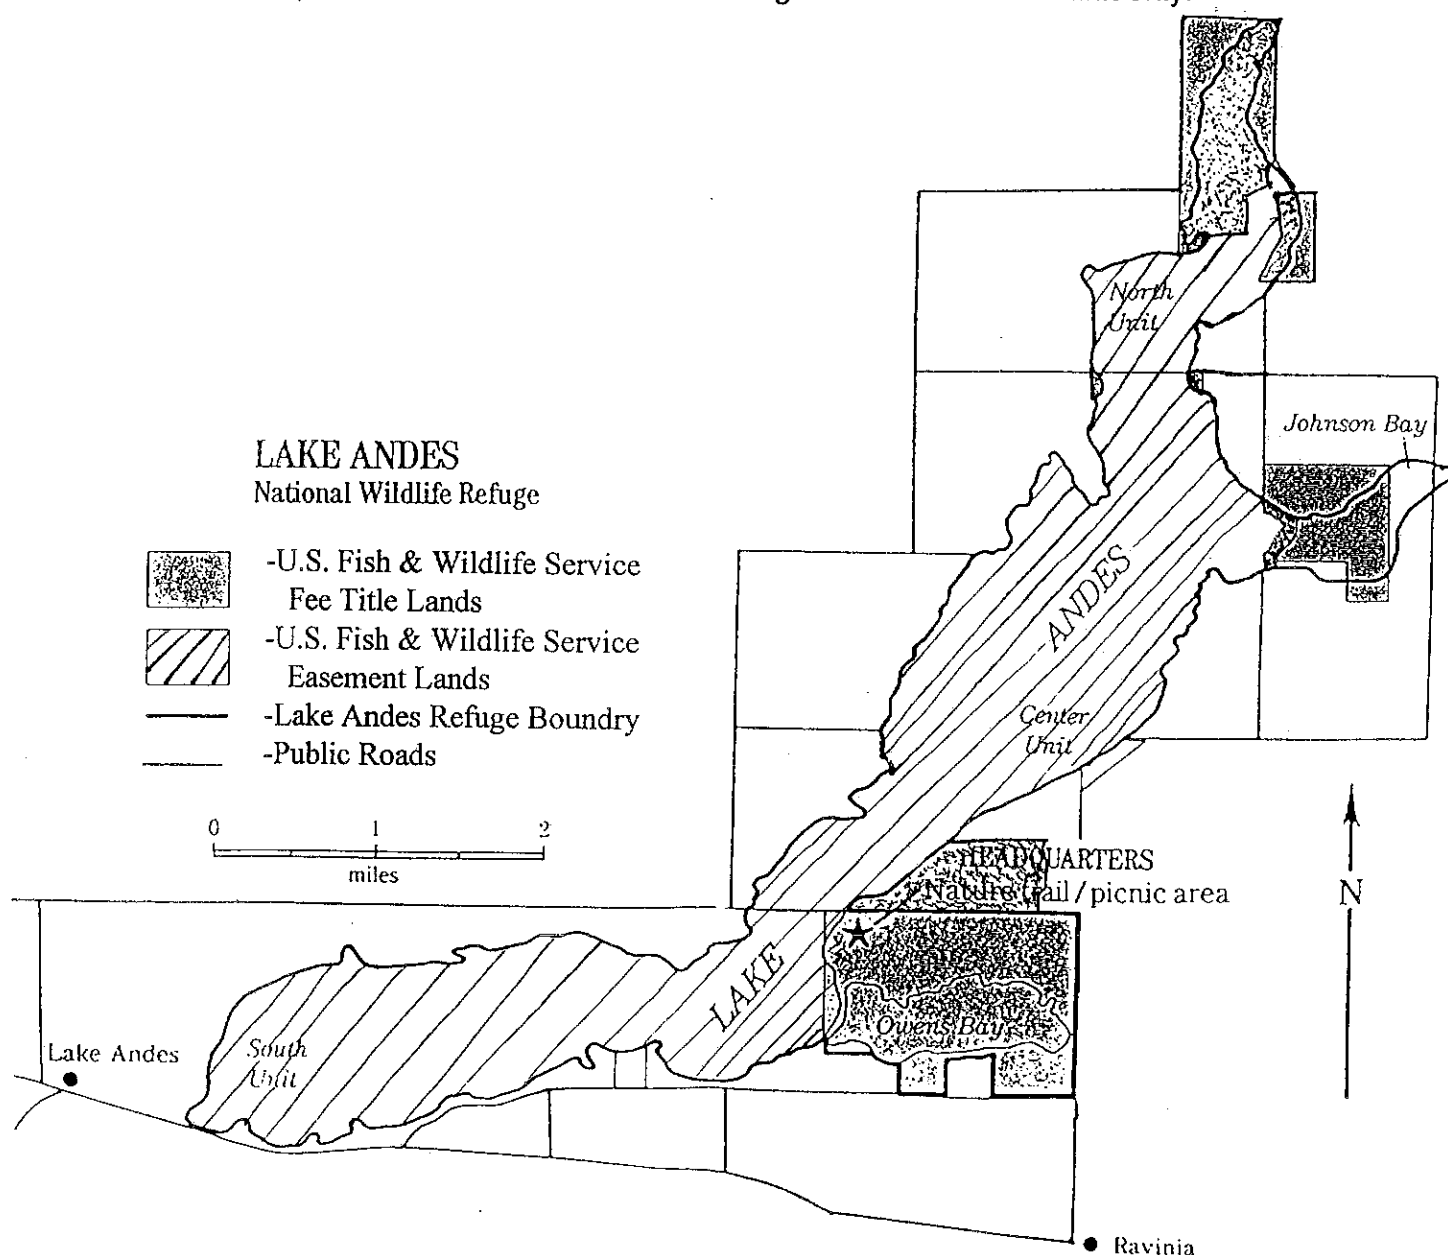 North
Unit
Johnson Bay
LAKE ANDES
National Wildlife Refuge
-U.S. Fish & Wildlife Service
Fee Title Lands
-U.S. Fish & Wildlife Service
Easement Lands
-Lake Andes Refuge Boundry
-Public Roads
0 1 2
miles
ANDES
Center
Unit
HEADQUARTERS
Nature trail/picnic area
N
LAKE
Owens Bay
South
Unit
Lake Andes
Ravinia